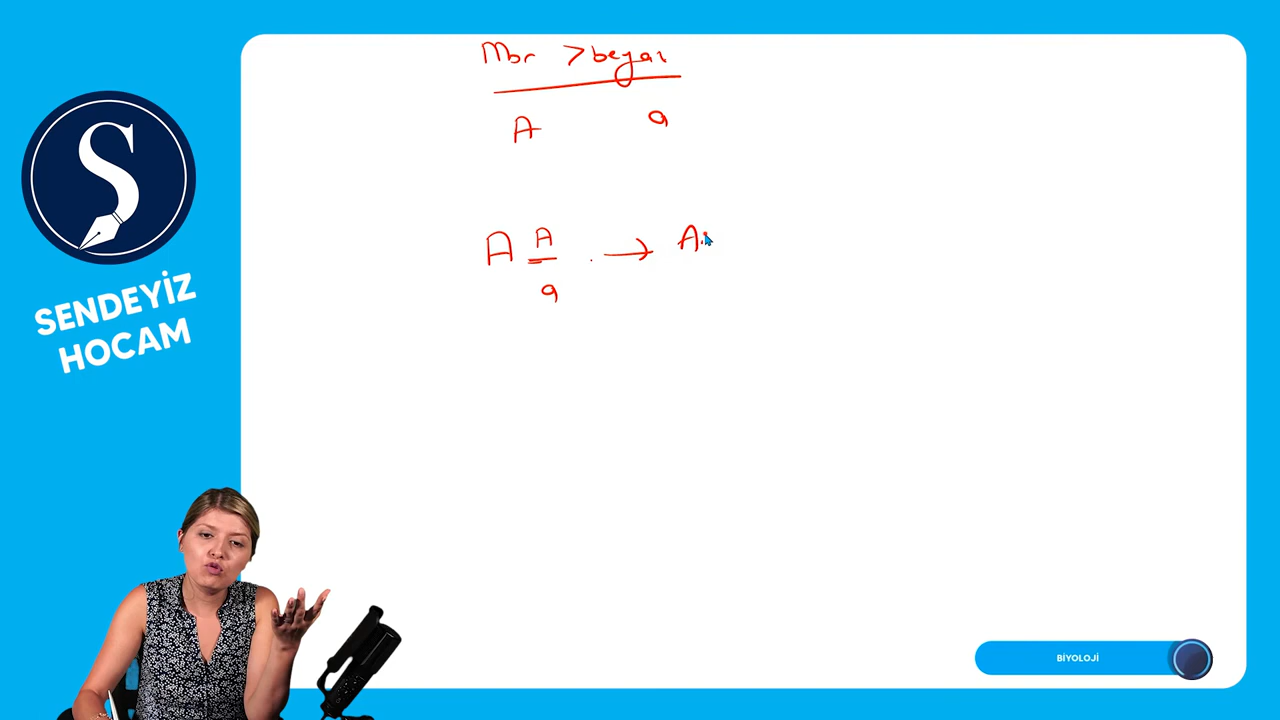 Mor > beyaz
A a
A A → A
a
S
SENDEYİZ
HOCAM
BİYOLOJİ